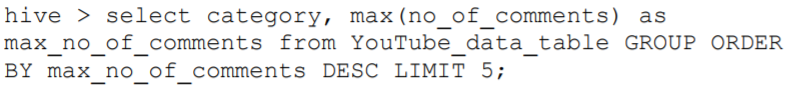 hive > select category, max(no_of_comments) as
max_no_of_comments from YouTube_data_table GROUP ORDER
BY max_no_of_comments DESC LIMIT 5;